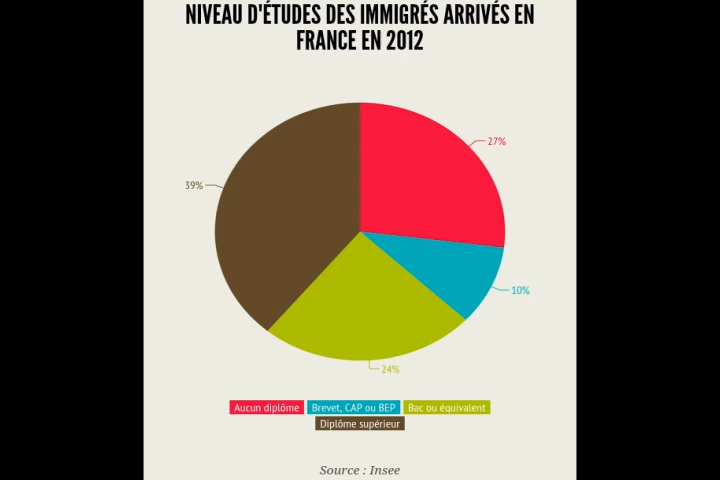 NIVEAU D'ÉTUDES DES IMMIGRÉS ARRIVÉS EN
FRANCE EN 2012
27%
39%
10%
24%
Aucun diplôme Brevet, CAP ou BEP Bac ou équivalent
Diplôme supérieur
Source : Insee